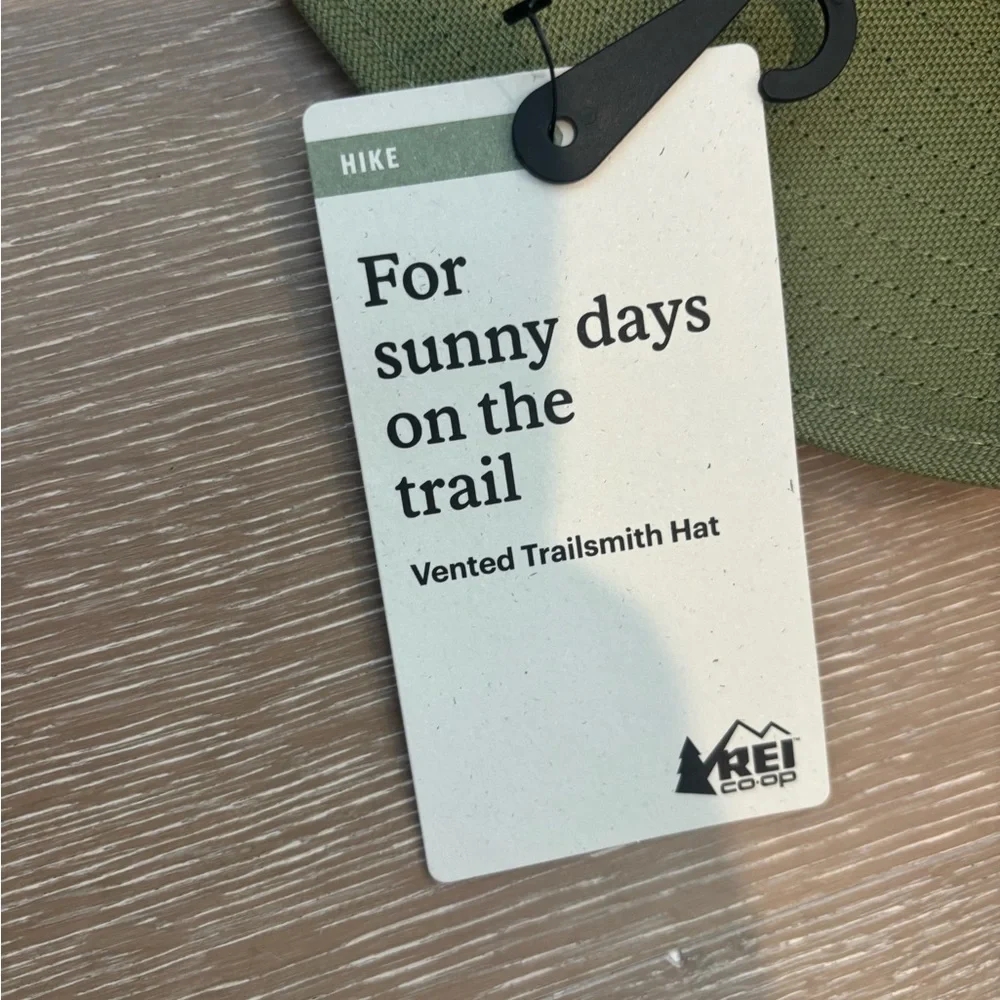 HIKE
For
sunny days
on the
trail
Vented Trailsmith Hat
REI
co·op